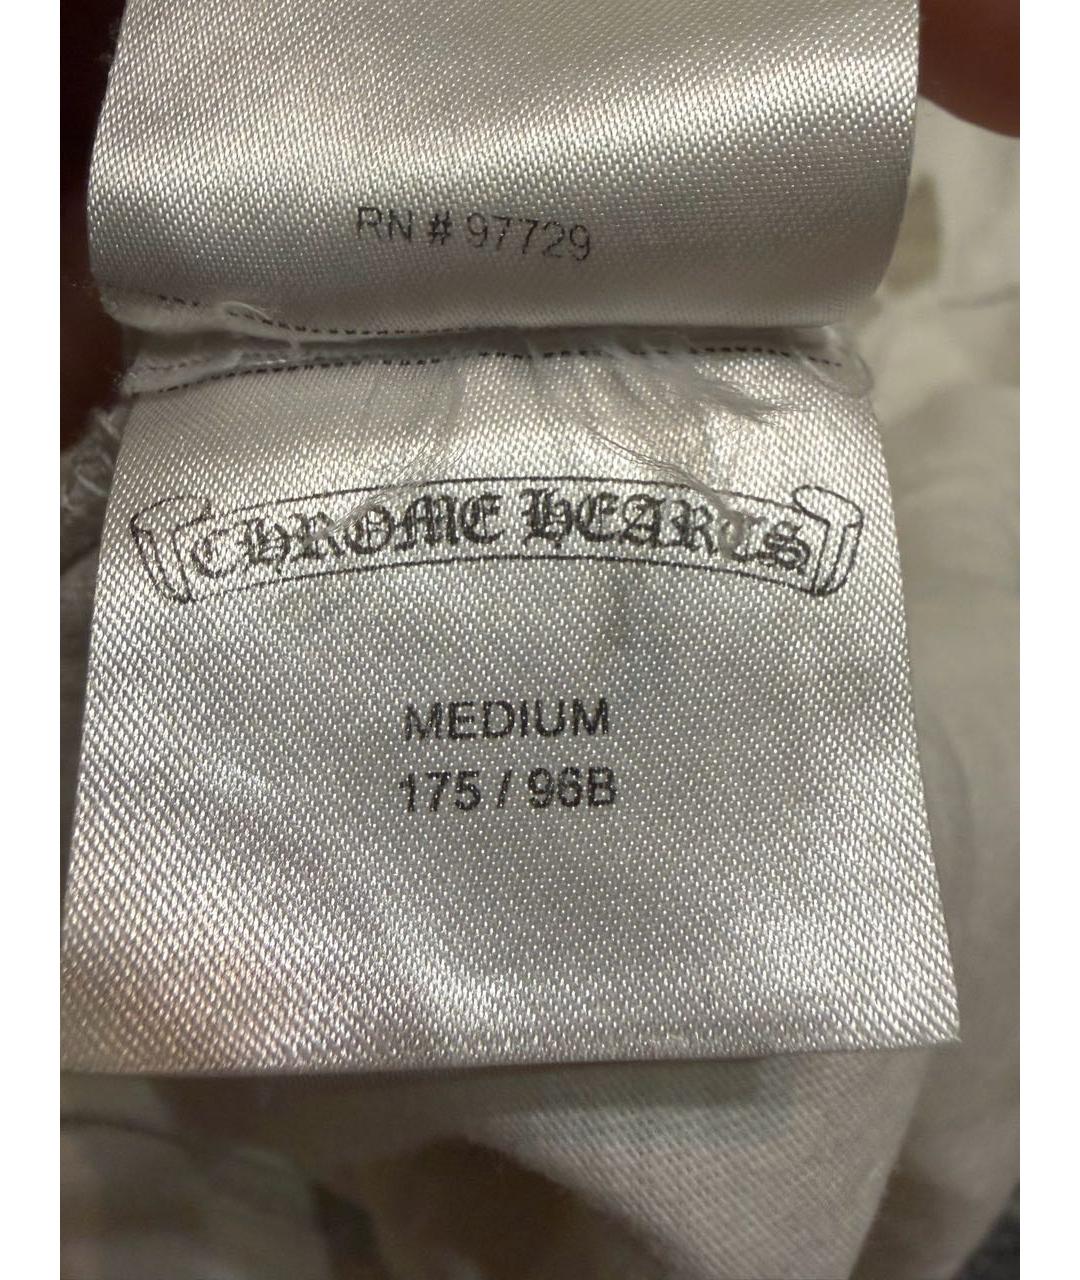 RN # 97729
CHROME HEARTS
MEDIUM
175 / 96B